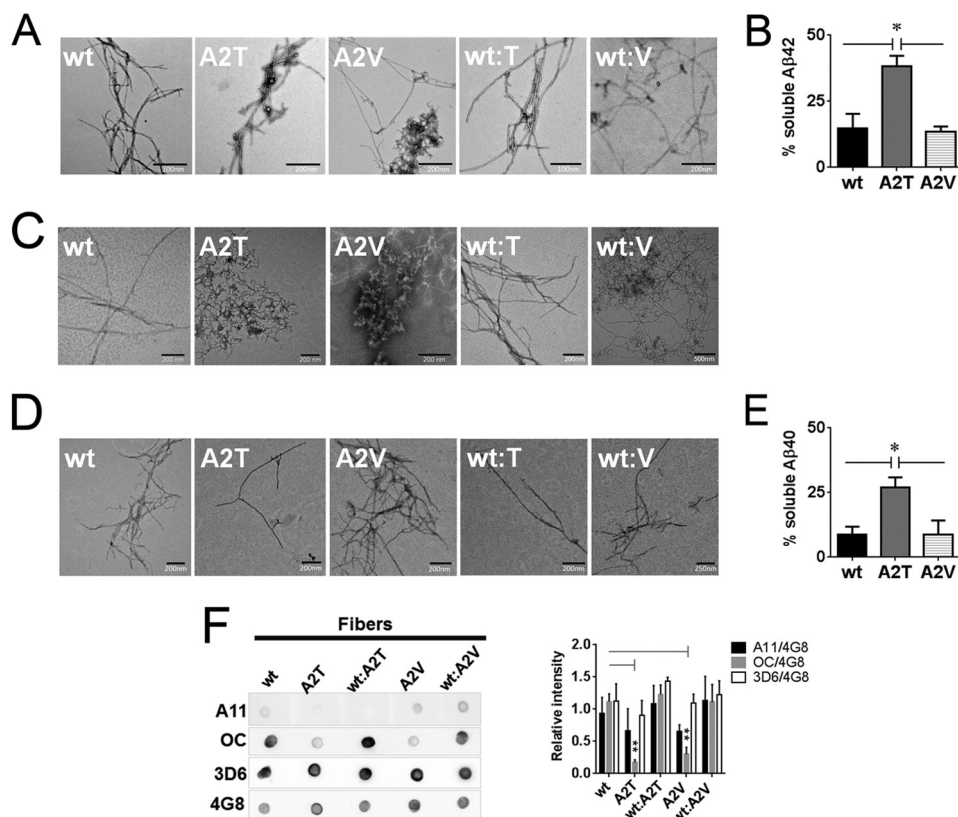 A
wt
A2T
A2V
wt:T
wt:V
200nm
200nm
200nm
100nm
200nm
B
% soluble Aβ42
50
25
0
*
wt A2T A2V
C
wt
A2T
A2V
wt:T
wt:V
200 nm
200 nm
200 nm
200nm
500nm
D
wt
A2T
A2V
wt:T
wt:V
200nm
200nm
200nm
200nm
250nm
E
% soluble Aβ40
50
25
0
*
wt A2T A2V
F
Fibers
wt
A2T
wt:A2T
A2V
wt:A2V
A11
OC
3D6
4G8
Relative intensity
2.0
1.5
1.0
0.5
0.0
**
**
wt
A2T
wt:A2T
A2V
wt:A2V
A11/4G8
OC/4G8
3D6/4G8